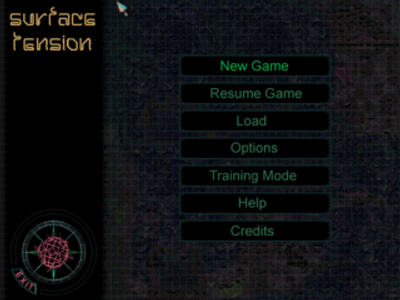 surface
tension
New Game
Resume Game
Load
Options
Training Mode
Help
Credits
EXIT